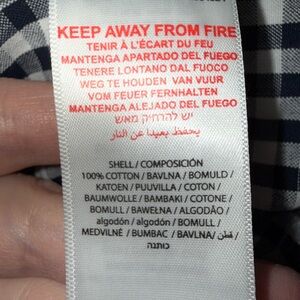 KEEP AWAY FROM FIRE
TENIR À L'ÉCART DU FEU
MANTENGA APARTADO DEL FUEGO
TENERE LONTANO DAL FUOCO
WEG TE HOUDEN VAN VUUR
VOM FEUER FERNHALTEN
MANTENGA ALEJADO DEL FUEGO
יש להרחיק מאש
يحفظ بعيدا عن النار
SHELL / COMPOSICIÓN
100% COTTON / BAVLNA / BOMULD /
KATOEN / PUUVILLA / COTON /
BAUMWOLLE / BAMBAKI / COTONE /
BOMULL / BAWEŁNA / ALGODÃO /
algodón / algodón / BOMULL /
MEDVILNĖ / BUMBAC / BAVLNA / قطن /
כותנה